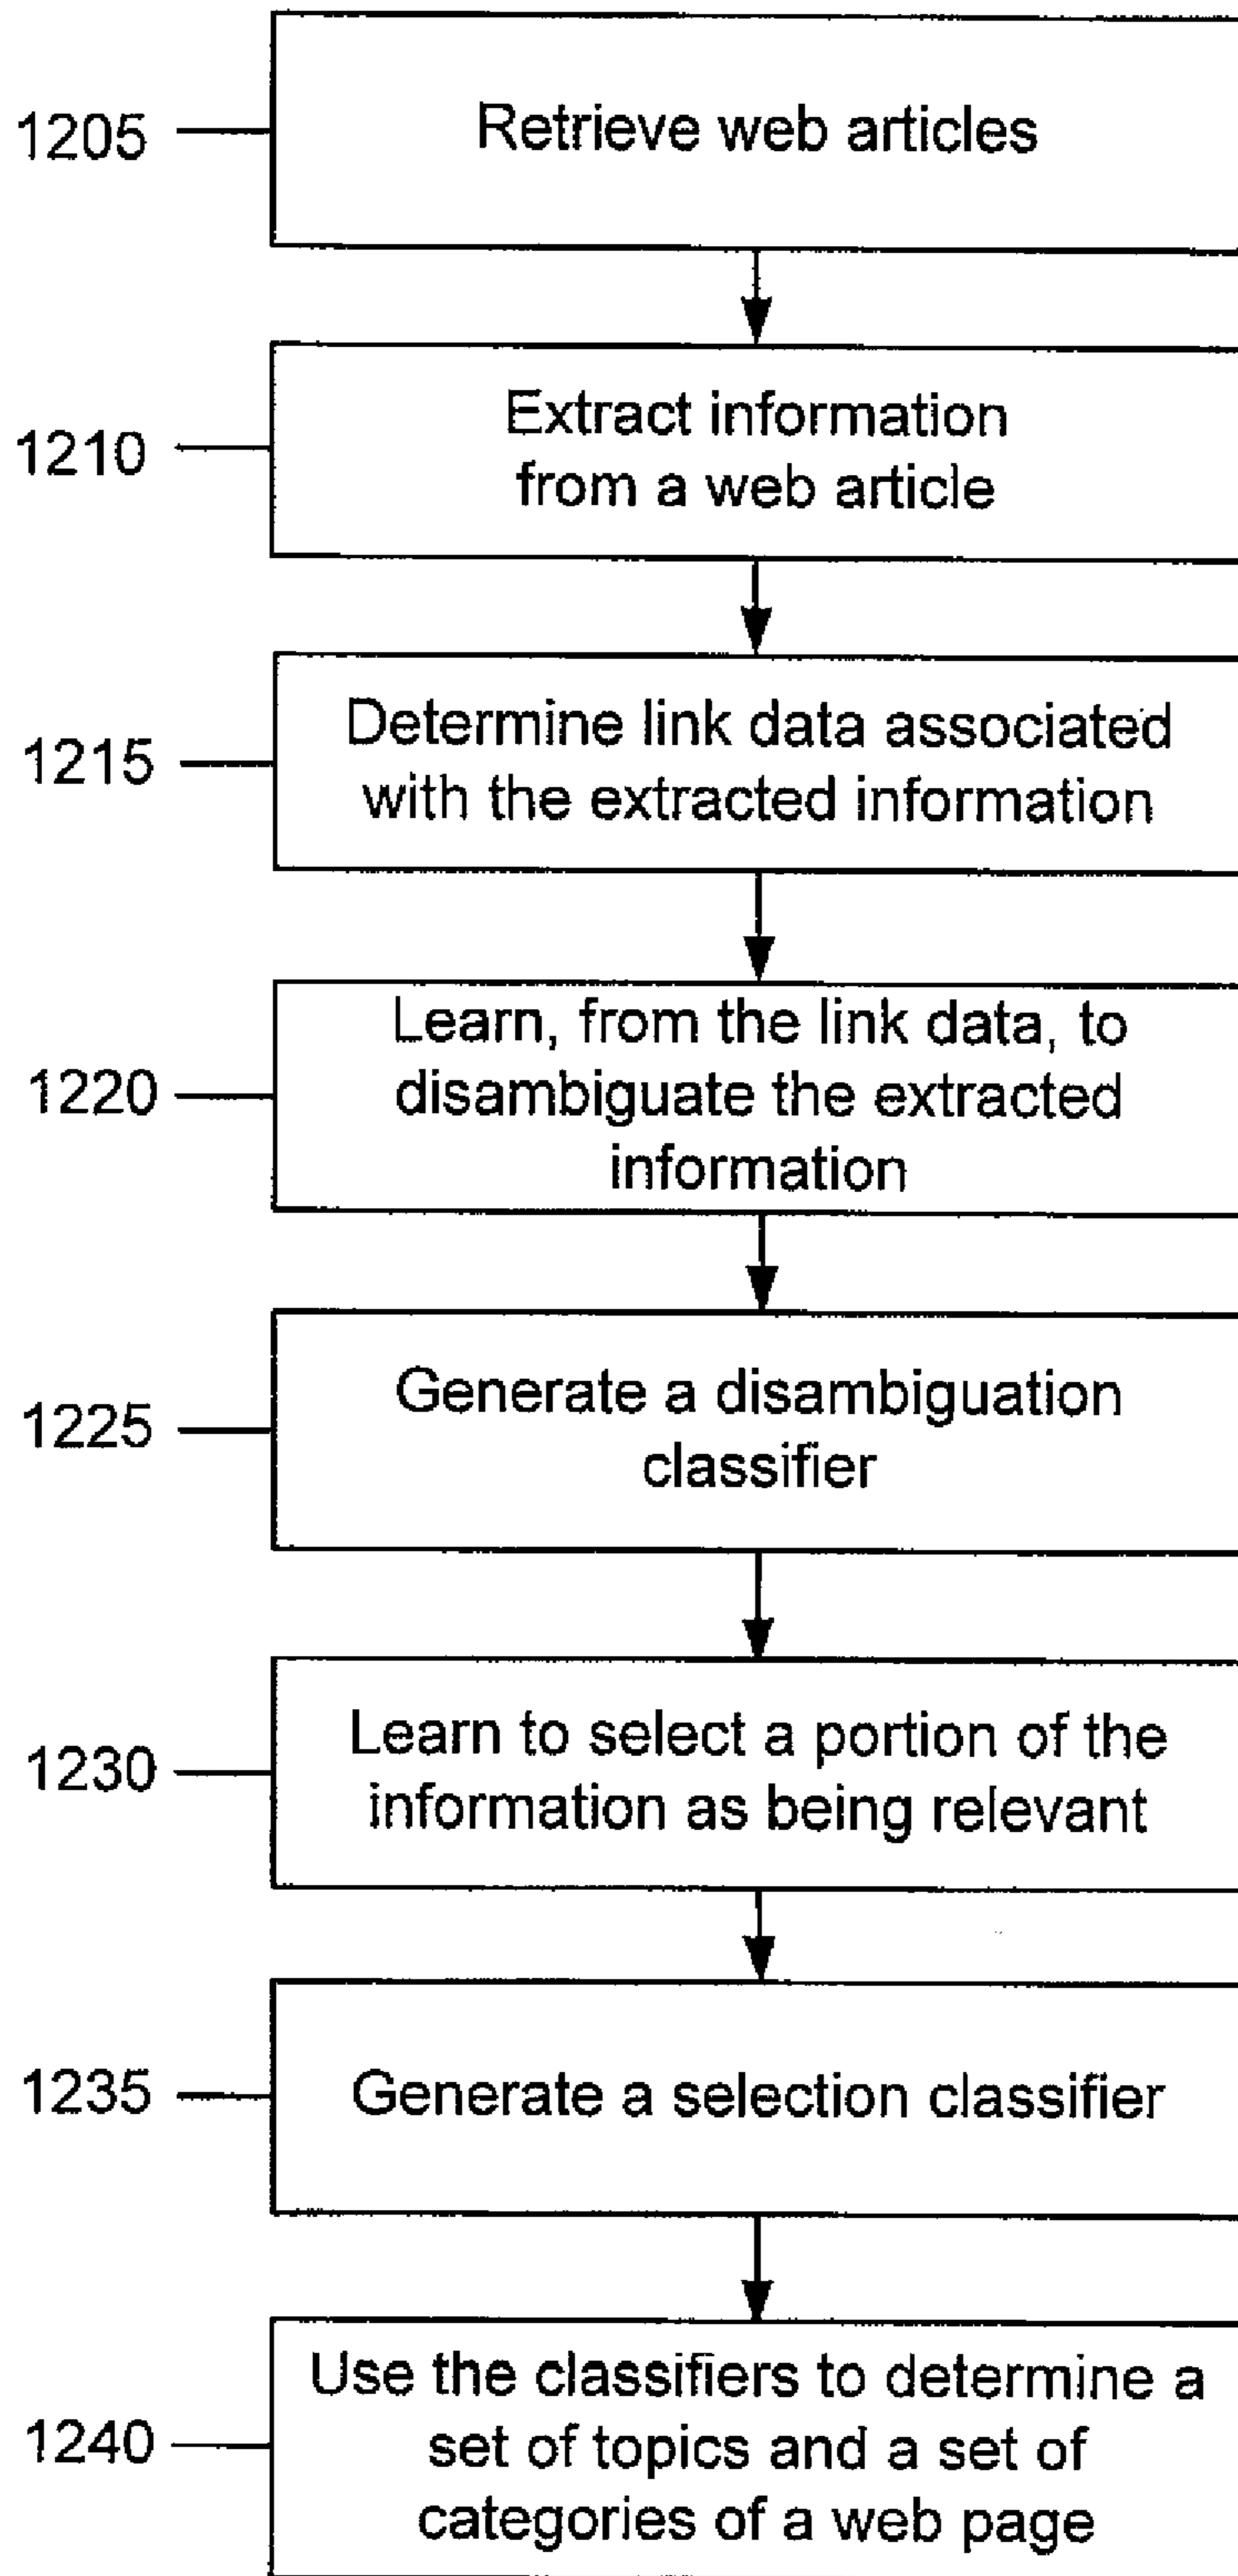 1205
Retrieve web articles
1210
Extract information
from a web article
1215
Determine link data associated
with the extracted information
1220
Learn, from the link data, to
disambiguate the extracted
information
1225
Generate a disambiguation
classifier
1230
Learn to select a portion of the
information as being relevant
1235
Generate a selection classifier
1240
Use the classifiers to determine a
set of topics and a set of
categories of a web page